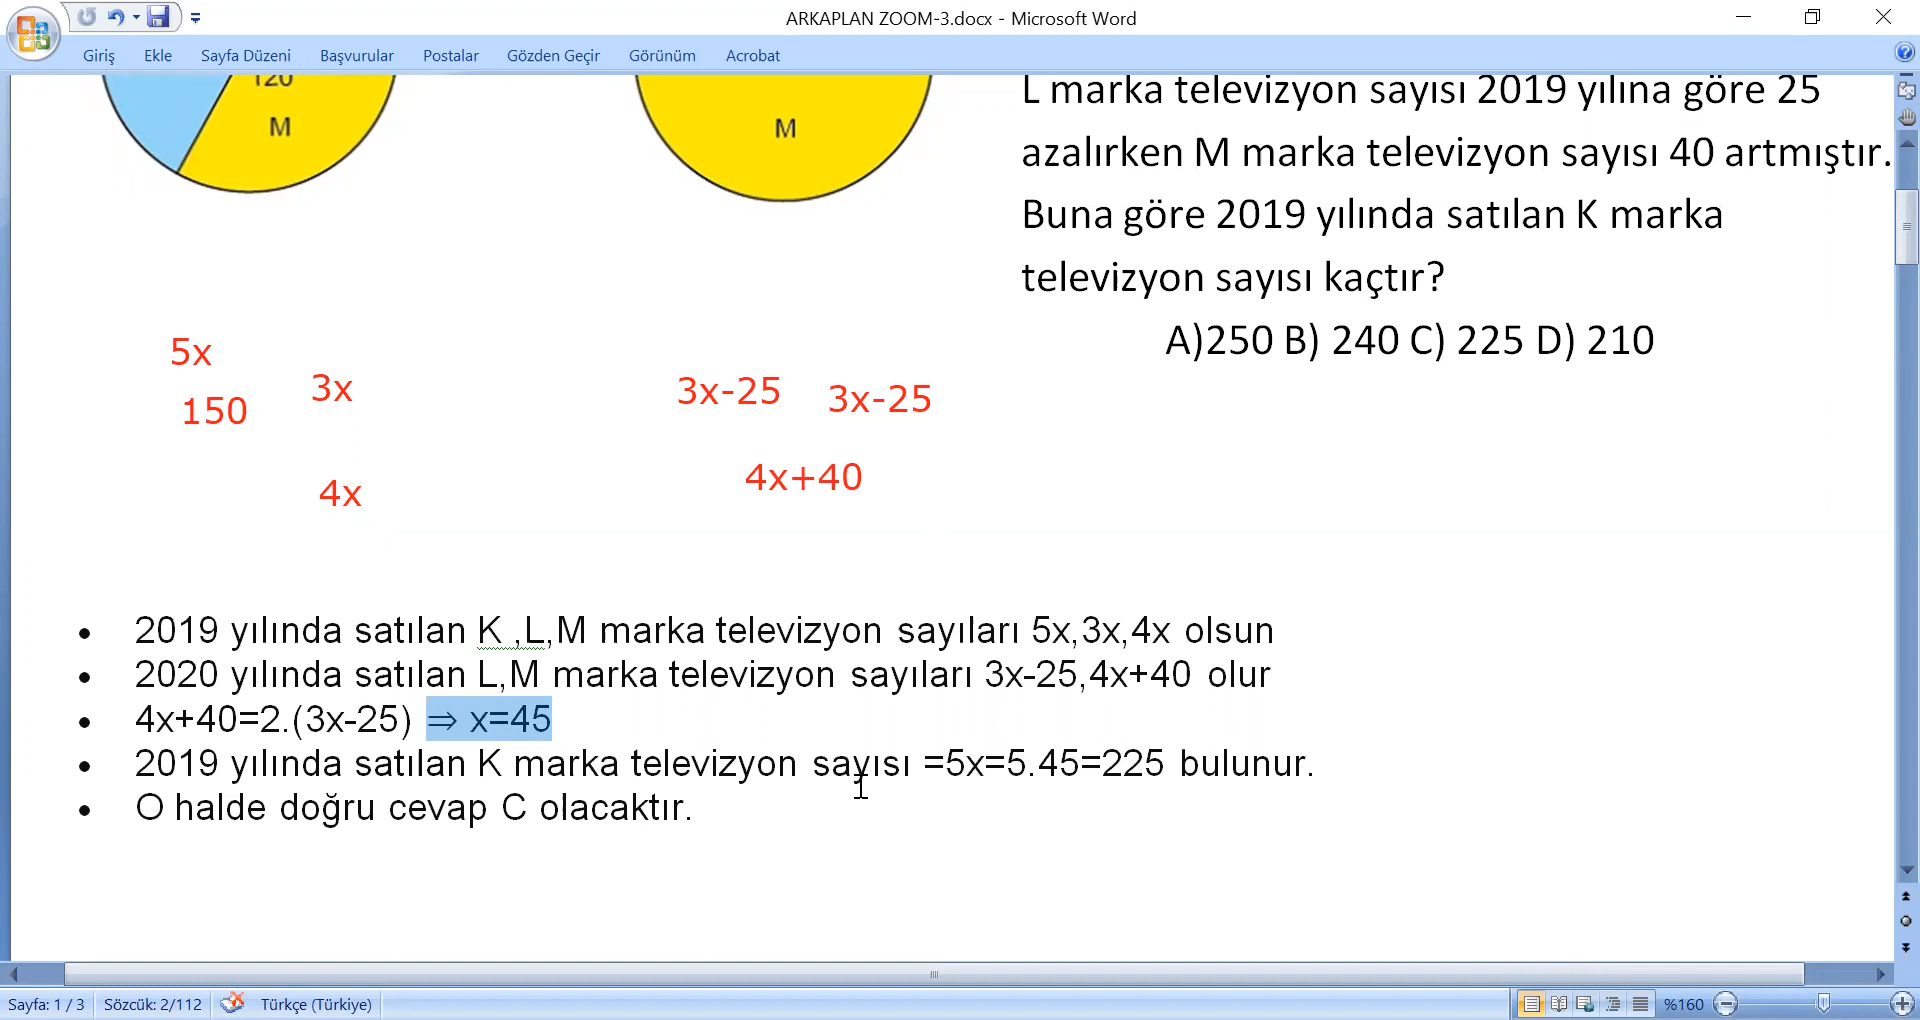 ARKAPLAN ZOOM-3.docx - Microsoft Word
Giriş Ekle Sayfa Düzeni Başvurular Postalar Gözden Geçir Görünüm Acrobat
120
M
M
L marka televizyon sayısı 2019 yılına göre 25
azalırken M marka televizyon sayısı 40 artmıştır.
Buna göre 2019 yılında satılan K marka
televizyon sayısı kaçtır?
A)250 B) 240 C) 225 D) 210
5x
150
3x
4x
3x-25
3x-25
4x+40
• 2019 yılında satılan K ,L,M marka televizyon sayıları 5x,3x,4x olsun
• 2020 yılında satılan L,M marka televizyon sayıları 3x-25,4x+40 olur
• 4x+40=2.(3x-25) ⇒ x=45
• 2019 yılında satılan K marka televizyon sayısı =5x=5.45=225 bulunur.
• O halde doğru cevap C olacaktır.
Sayfa: 1 / 3 Sözcük: 2/112 Türkçe (Türkiye) %160